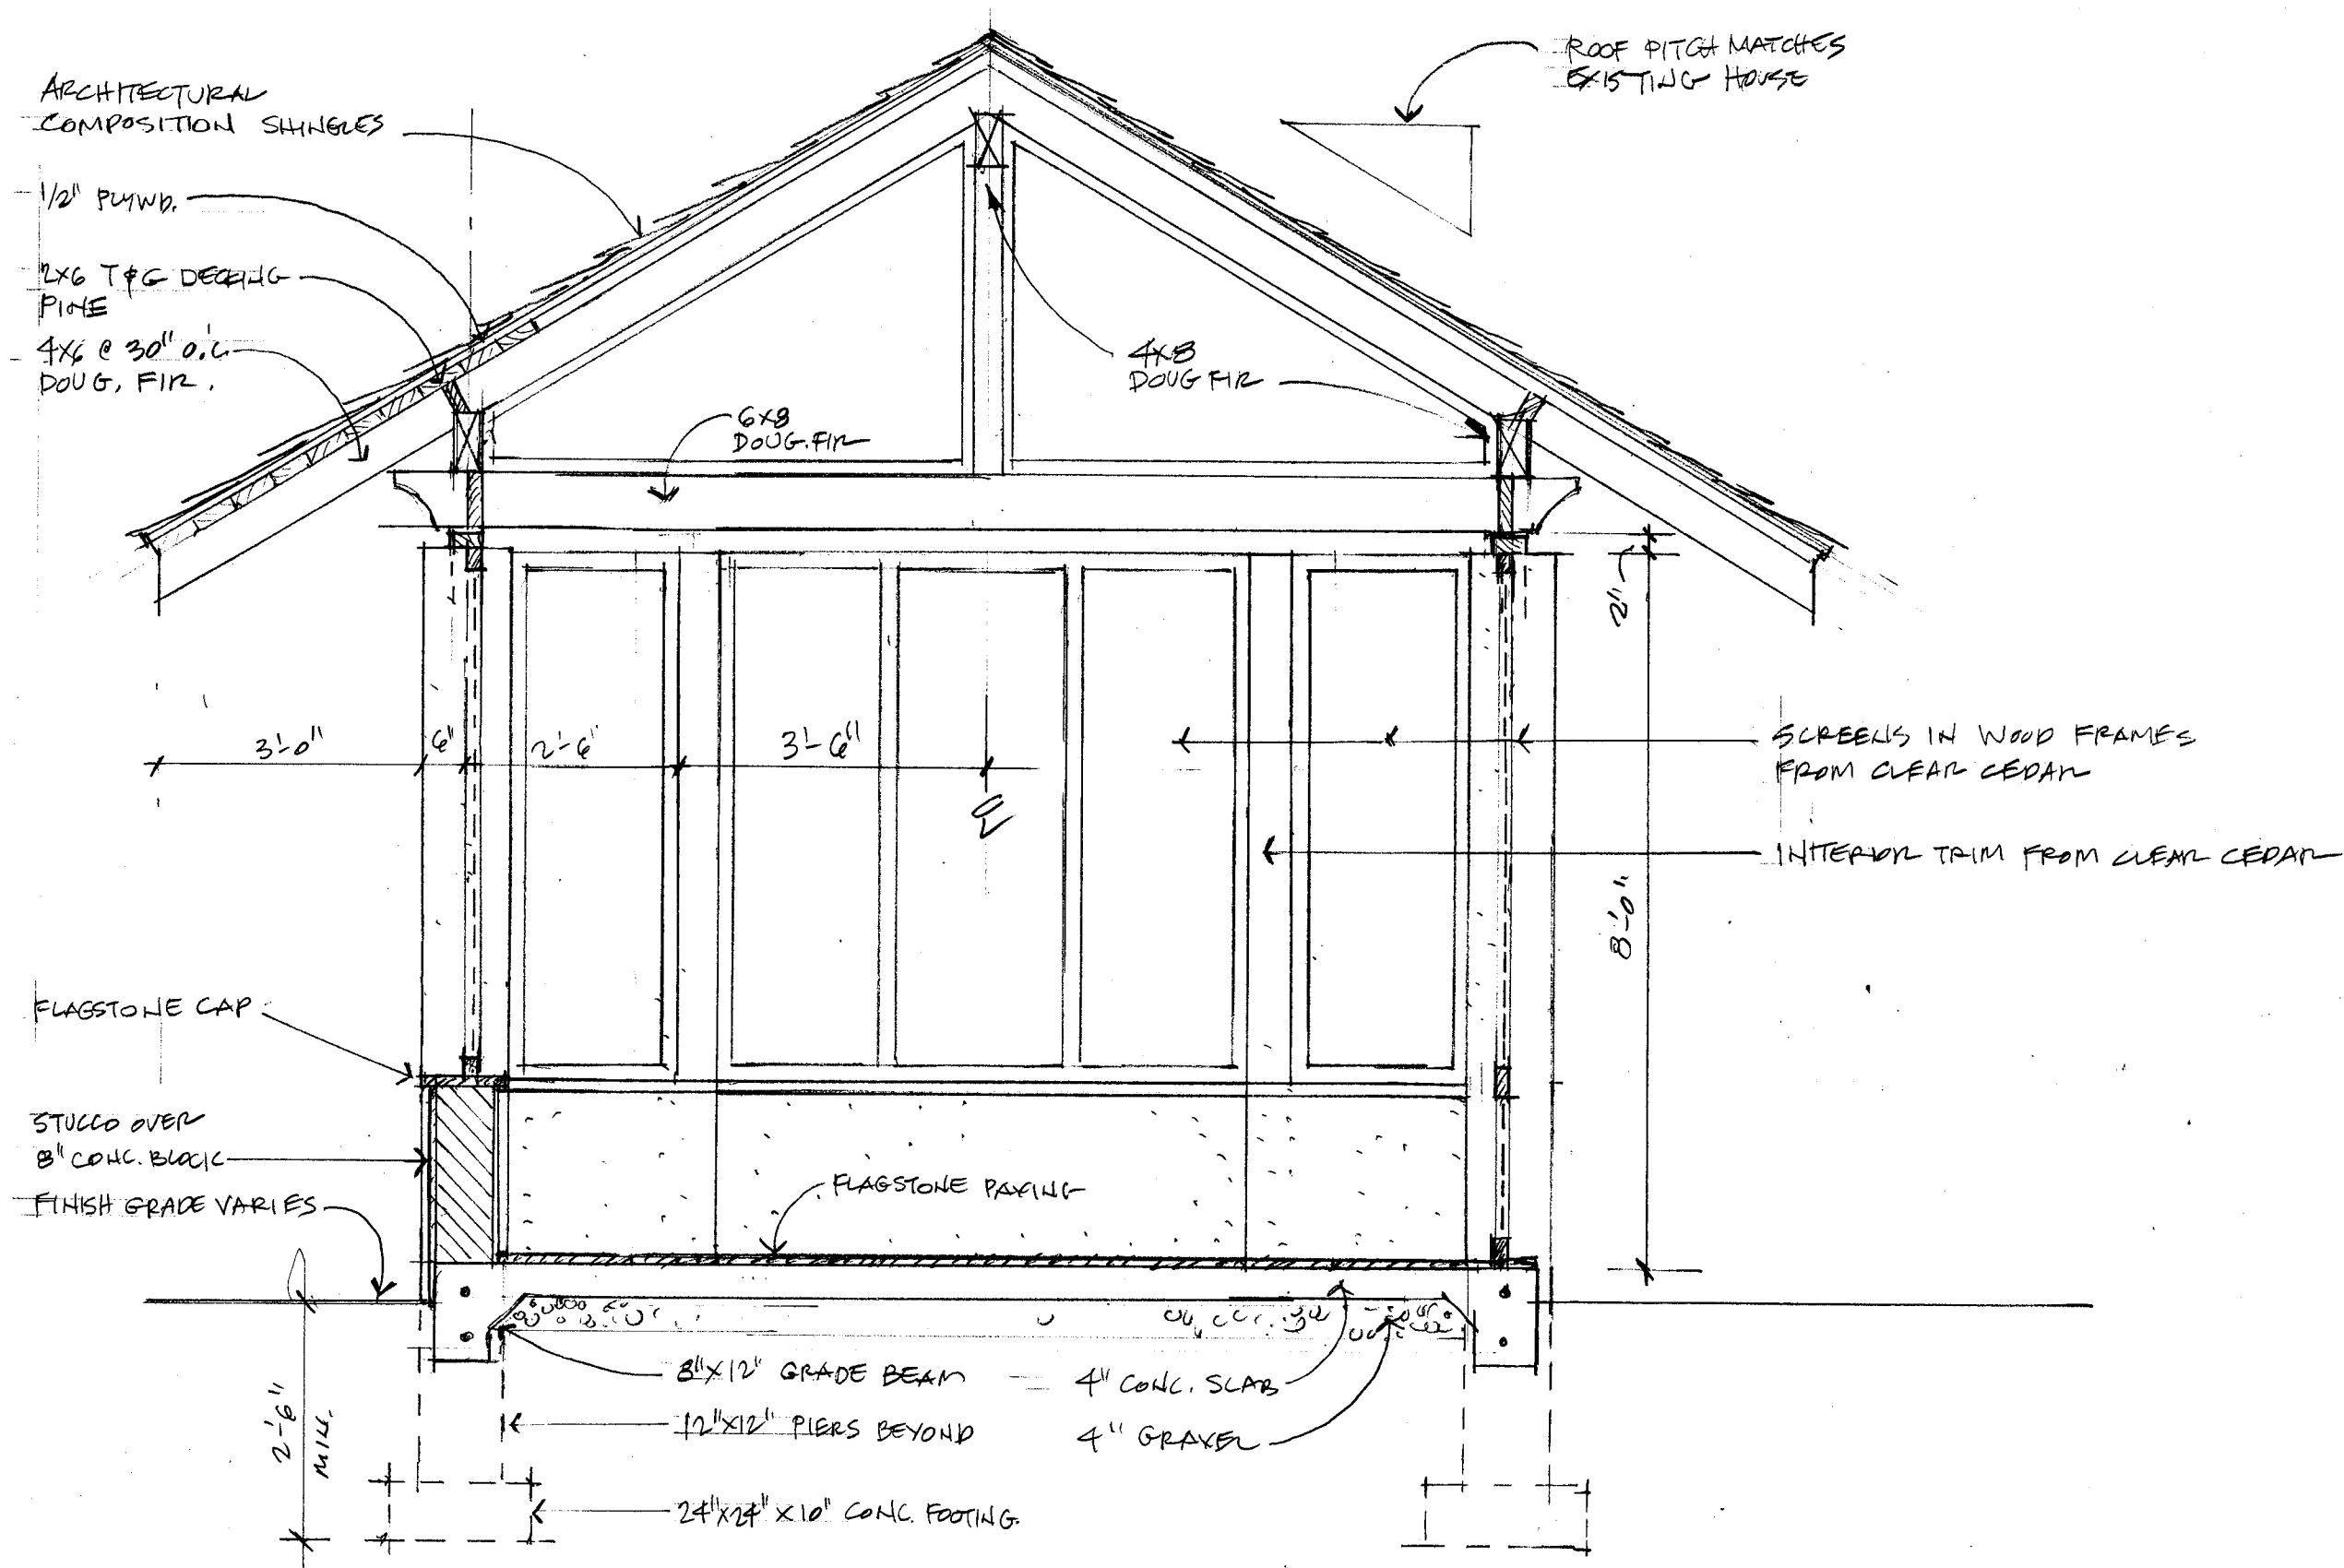 ROOF PITCH MATCHES
EXISTING HOUSE
ARCHITECTURAL
COMPOSITION SHINGLES
1/2" PLYWD.
2X6 T&G DECKING
PINE
4X6 @ 30" O.C.
DOUG. FIR.
4X8
DOUG FIR
6X8
DOUG. FIR
2"
3'-0"
6"
2'-6"
3'-6"
SCREENS IN WOOD FRAMES
FROM CLEAR CEDAR
INTERIOR TRIM FROM CLEAR CEDAR
8'-0"
FLAGSTONE CAP
STUCCO OVER
8" CONC. BLOCK
FINISH GRADE VARIES
FLAGSTONE PAVING
8"X12" GRADE BEAM
4" CONC. SLAB
12"X12" PIERS BEYOND
4" GRAVEL
2'-6"
MIN.
24"X24"X10" CONC. FOOTING.